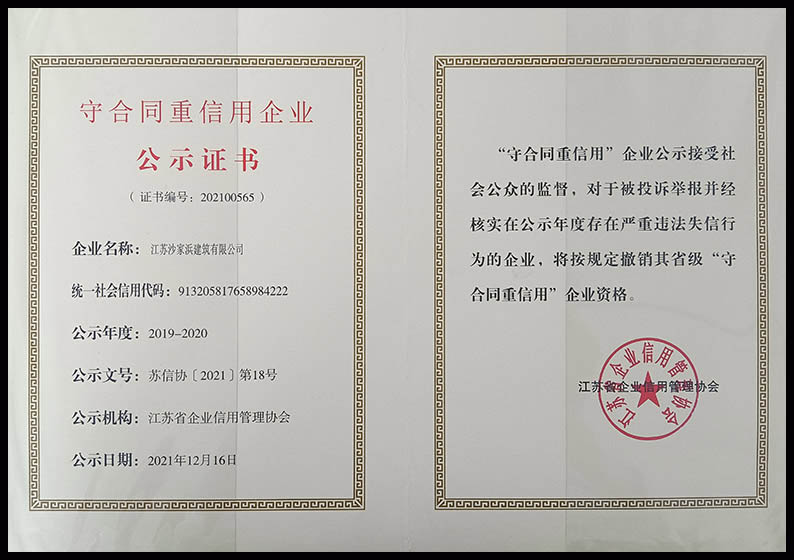 守合同重信用企业
公示证书
（ 证书编号：202100565 ）
企业名称：江苏沙家浜建筑有限公司
统一社会信用代码：913205817658984222
公示年度：2019-2020
公示文号：苏信协〔2021〕第18号
公示机构：江苏省企业信用管理协会
公示日期：2021年12月16日
“守合同重信用”企业公示接受社
会公众的监督，对于被投诉举报并经
核实在公示年度存在严重违法失信行
为的企业，将按规定撤销其省级“守
合同重信用”企业资格。
江苏省企业信用管理协会
江苏省企业信用管理协会